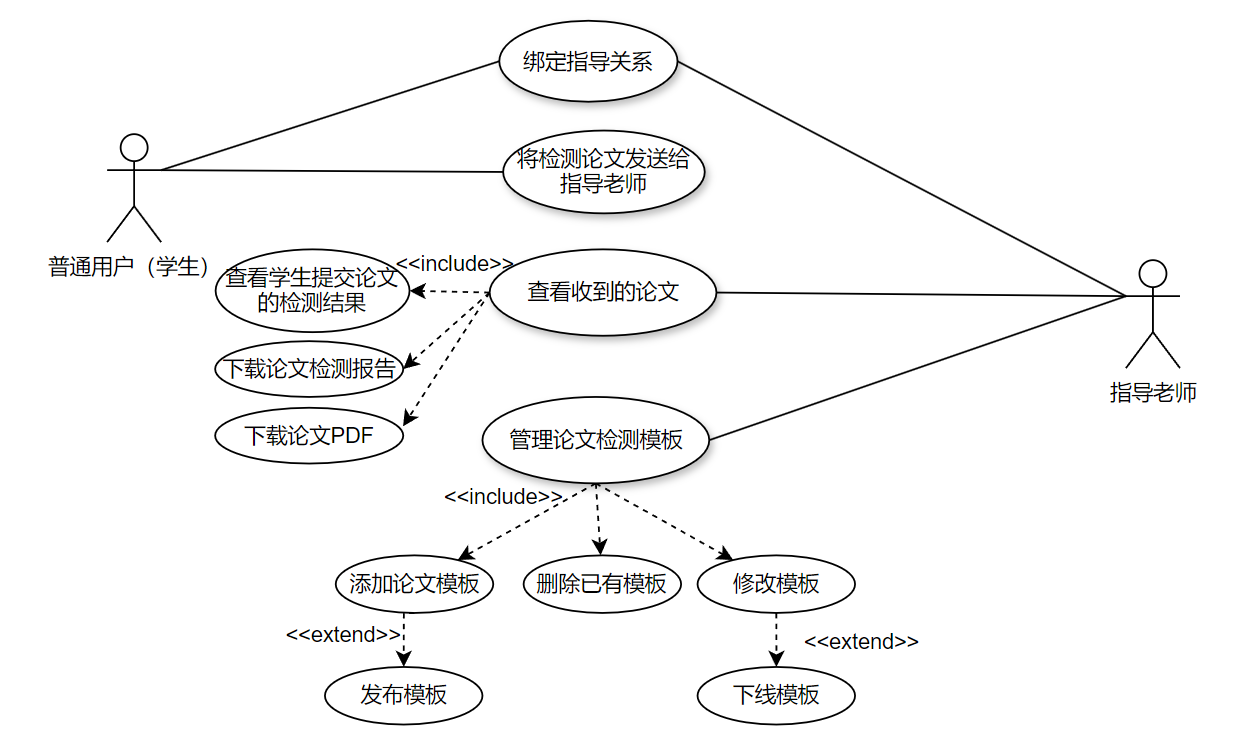 绑定指导关系
将检测论文发送给
指导老师
普通用户（学生）
<<include>>
查看学生提交论文
的检测结果
查看收到的论文
下载论文检测报告
下载论文PDF
指导老师
管理论文检测模板
<<include>>
添加论文模板
删除已有模板
修改模板
<<extend>>
<<extend>>
发布模板
下线模板